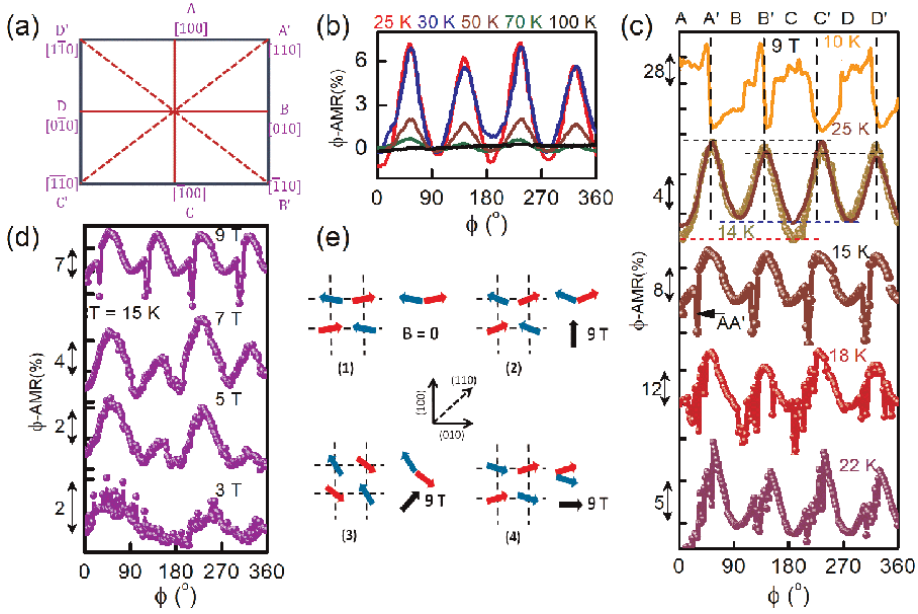 (a)
A
[100]
D'
[11̄0]
A'
[110]
D
[01̄0]
B
[010]
[1̄1̄0]
C'
[1̄00]
C
[1̄10]
B'
(b)
25 K 30 K 50 K 70 K 100 K
ϕ-AMR(%)
6
3
0
0 90 180 270 360
ϕ (°)
(c)
A A' B B' C C' D D'
9 T
10 K
28
25 K
4
14 K
15 K
8
AA'
18 K
12
22 K
5
ϕ-AMR(%)
0 90 180 270 360
ϕ (°)
(d)
9 T
7
T = 15 K
7 T
4
5 T
2
3 T
2
ϕ-AMR(%)
0 90 180 270 360
ϕ (°)
(e)
B = 0
(1)
9 T
(2)
(100)
(110)
(010)
9 T
(3)
9 T
(4)